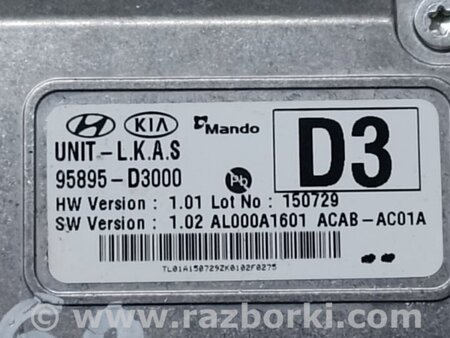 KIA Mando D3
UNIT-L.K.A.S
95895-D3000 Pb
HW Version : 1.01 Lot No : 150729
SW Version : 1.02 AL000A1601 ACAB-AC01A
TL01A150729ZK0102F0275
© www.razborki.com